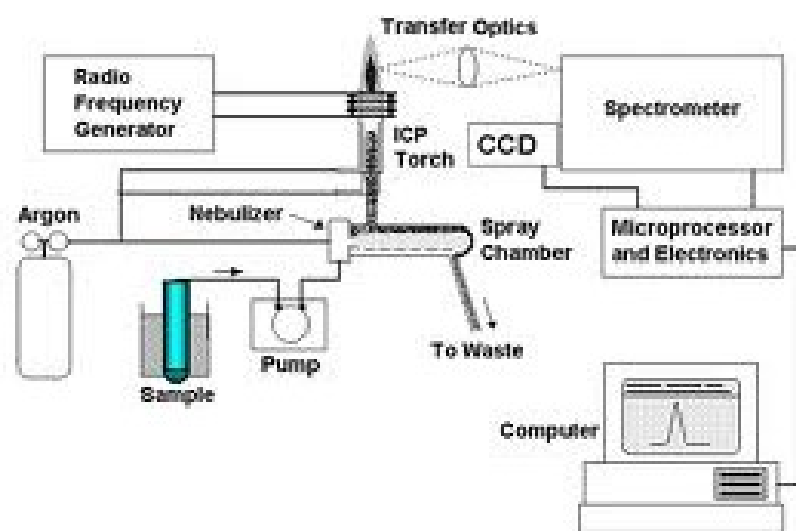 Transfer Optics
Radio
Frequency
Generator
Spectrometer
ICP
Torch
CCD
Argon
Nebulizer
Spray
Chamber
Microprocessor
and Electronics
Pump
To Waste
Sample
Computer